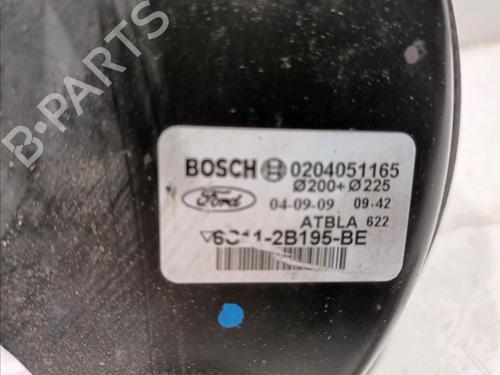 B-PARTS
BOSCH 0204051165
Ø200+Ø225
Ford 04-09-09 09-42
ATBLA 622
-2B195-BE